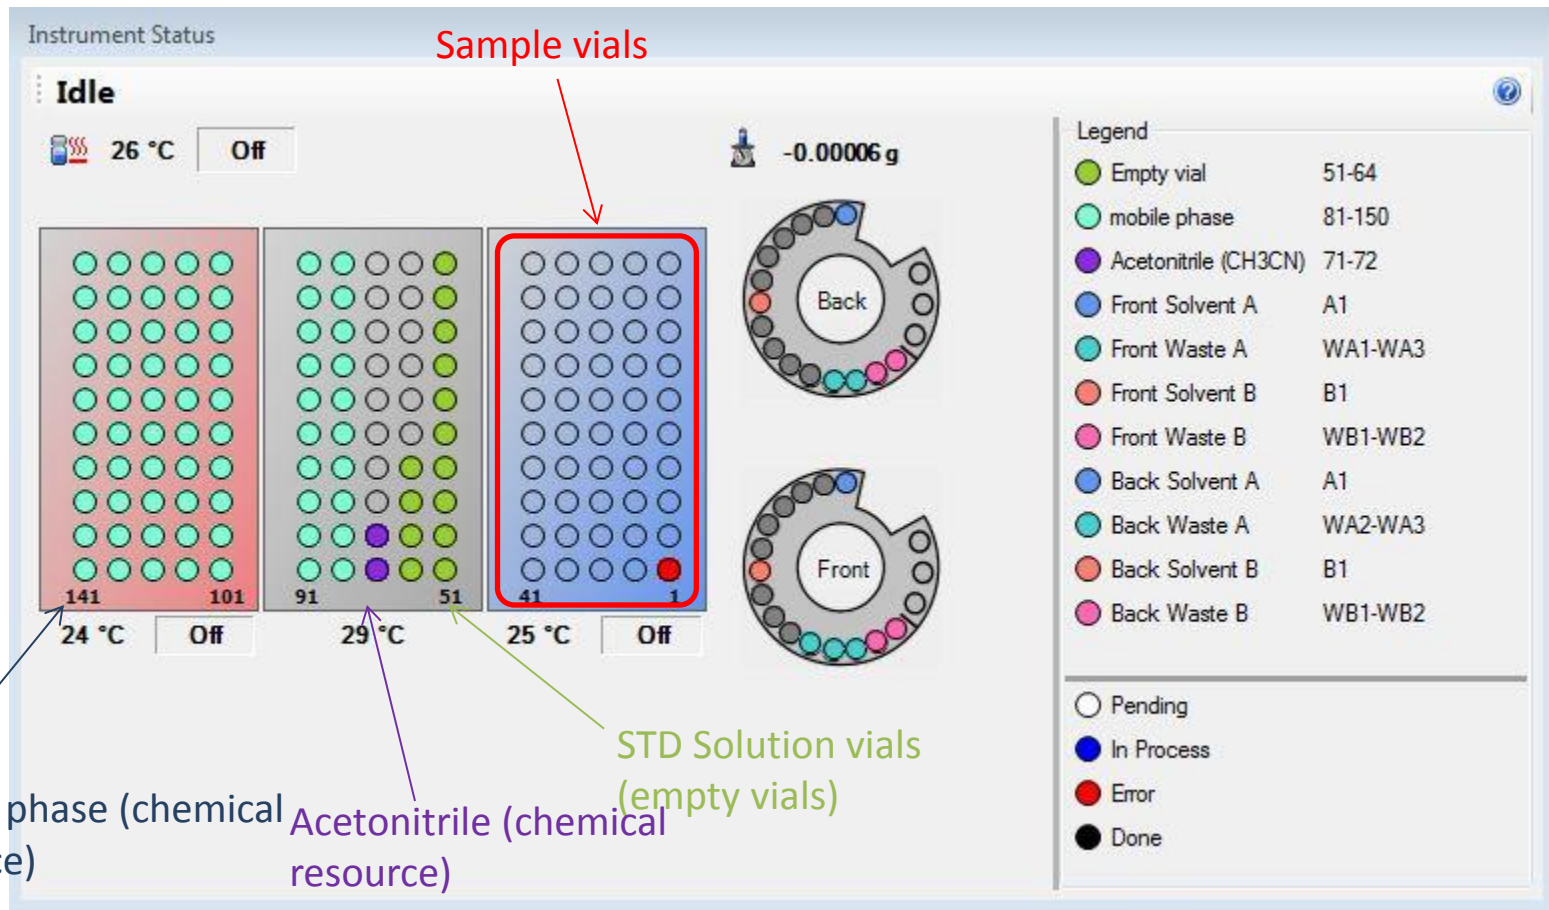 Instrument Status
Sample vials
Idle
26 °C Off
-0.00006 g
Back
Front
141 101
91 51
41 1
24 °C Off
29 °C
25 °C Off
Legend
Empty vial 51-64
mobile phase 81-150
Acetonitrile (CH3CN) 71-72
Front Solvent A A1
Front Waste A WA1-WA3
Front Solvent B B1
Front Waste B WB1-WB2
Back Solvent A A1
Back Waste A WA2-WA3
Back Solvent B B1
Back Waste B WB1-WB2
Pending
In Process
Error
Done
STD Solution vials
(empty vials)
phase (chemical
ce)
Acetonitrile (chemical
resource)